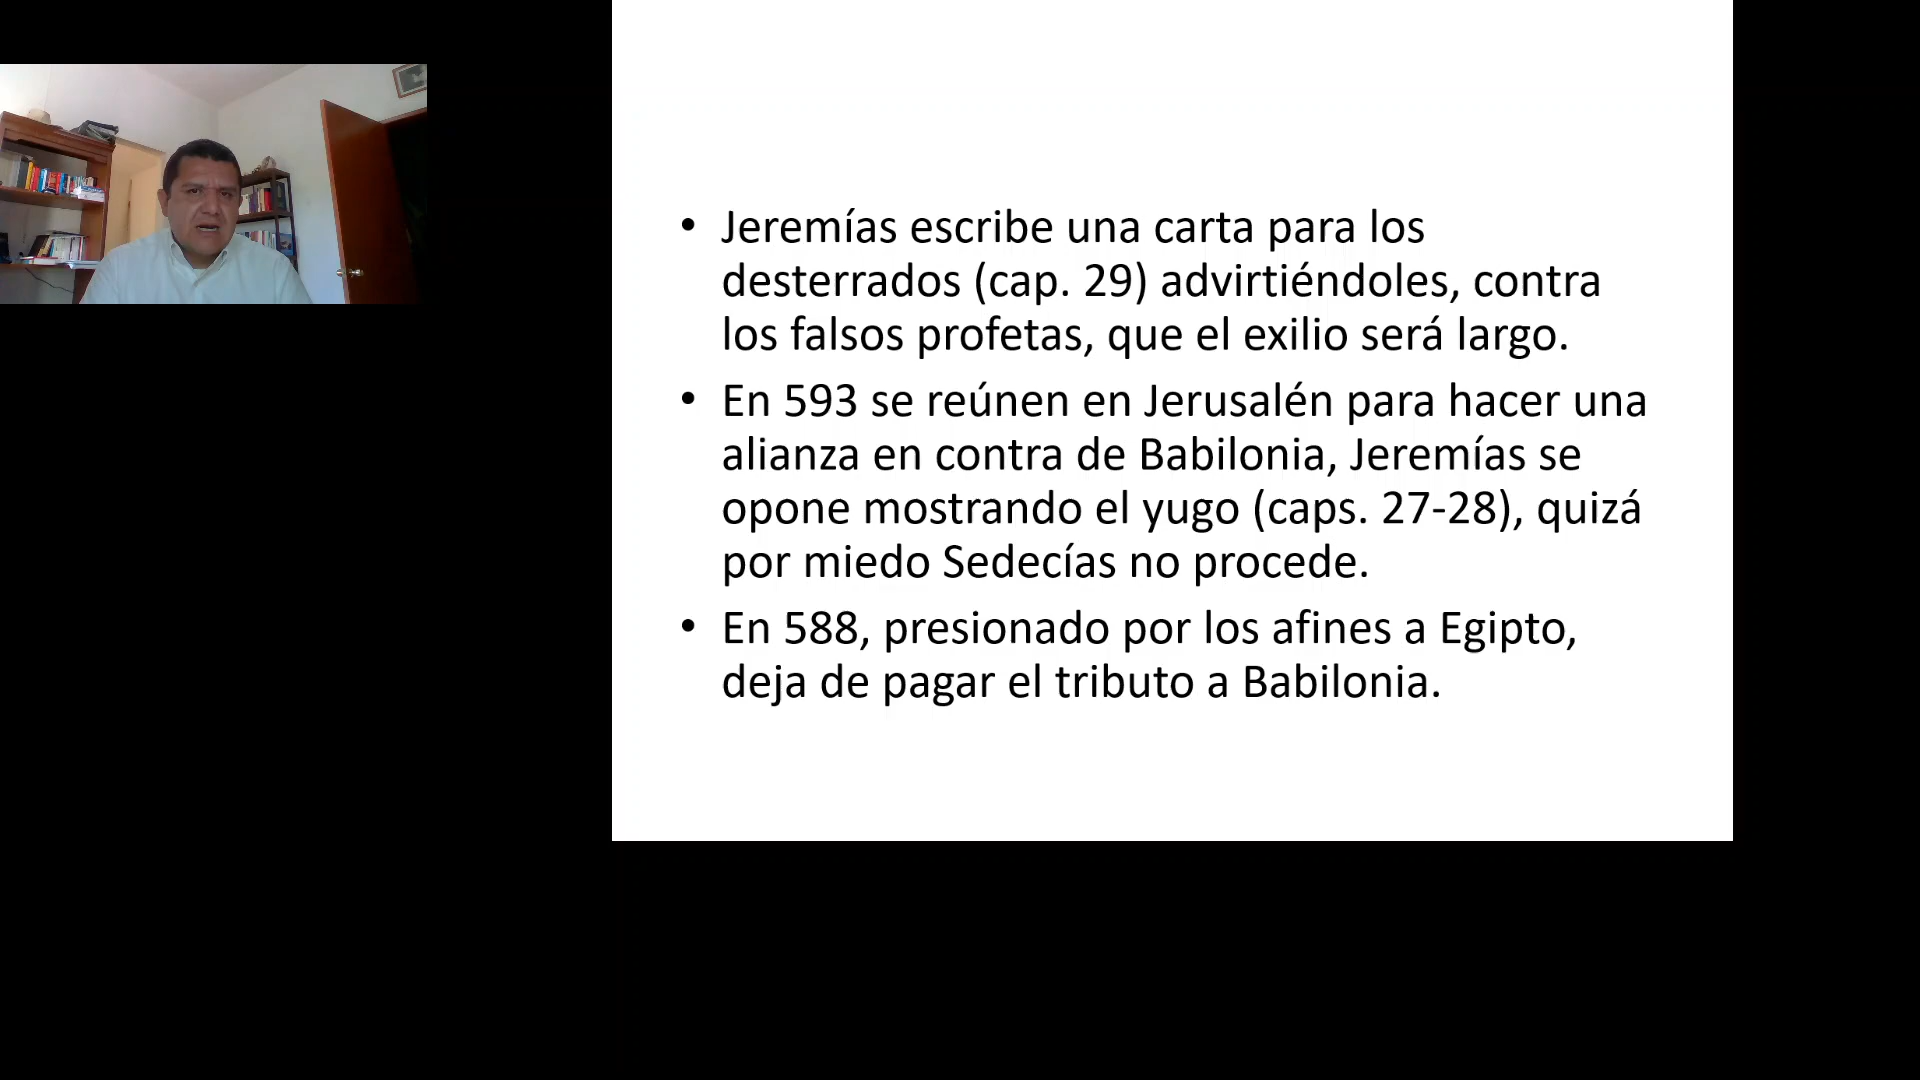 • Jeremías escribe una carta para los
desterrados (cap. 29) advirtiéndoles, contra
los falsos profetas, que el exilio será largo.
• En 593 se reúnen en Jerusalén para hacer una
alianza en contra de Babilonia, Jeremías se
opone mostrando el yugo (caps. 27-28), quizá
por miedo Sedecías no procede.
• En 588, presionado por los afines a Egipto,
deja de pagar el tributo a Babilonia.